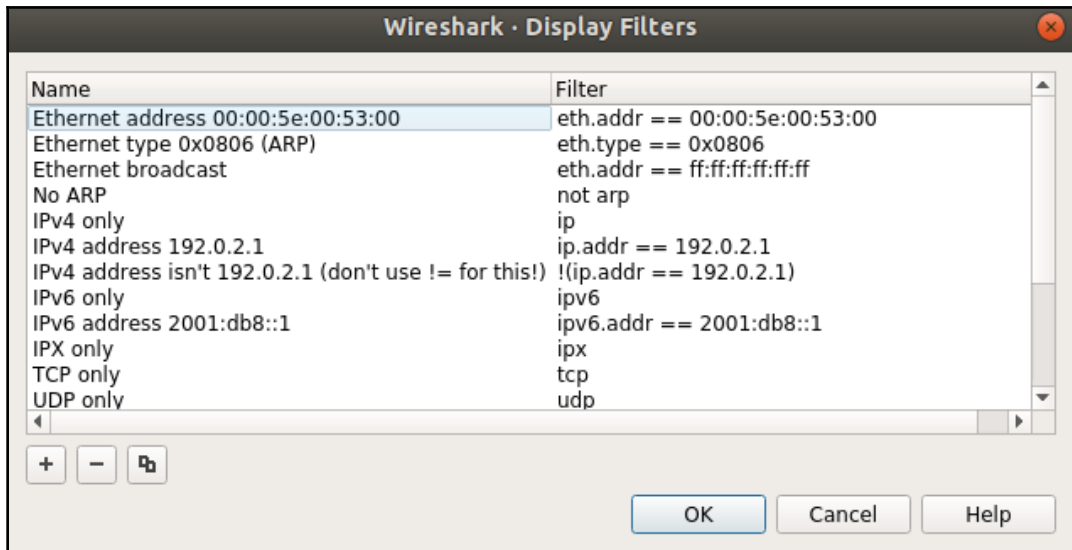 Wireshark · Display Filters
Name Filter
Ethernet address 00:00:5e:00:53:00 eth.addr == 00:00:5e:00:53:00
Ethernet type 0x0806 (ARP) eth.type == 0x0806
Ethernet broadcast eth.addr == ff:ff:ff:ff:ff:ff
No ARP not arp
IPv4 only ip
IPv4 address 192.0.2.1 ip.addr == 192.0.2.1
IPv4 address isn't 192.0.2.1 (don't use != for this!) !(ip.addr == 192.0.2.1)
IPv6 only ipv6
IPv6 address 2001:db8::1 ipv6.addr == 2001:db8::1
IPX only ipx
TCP only tcp
UDP only udp
+ −
OK Cancel Help